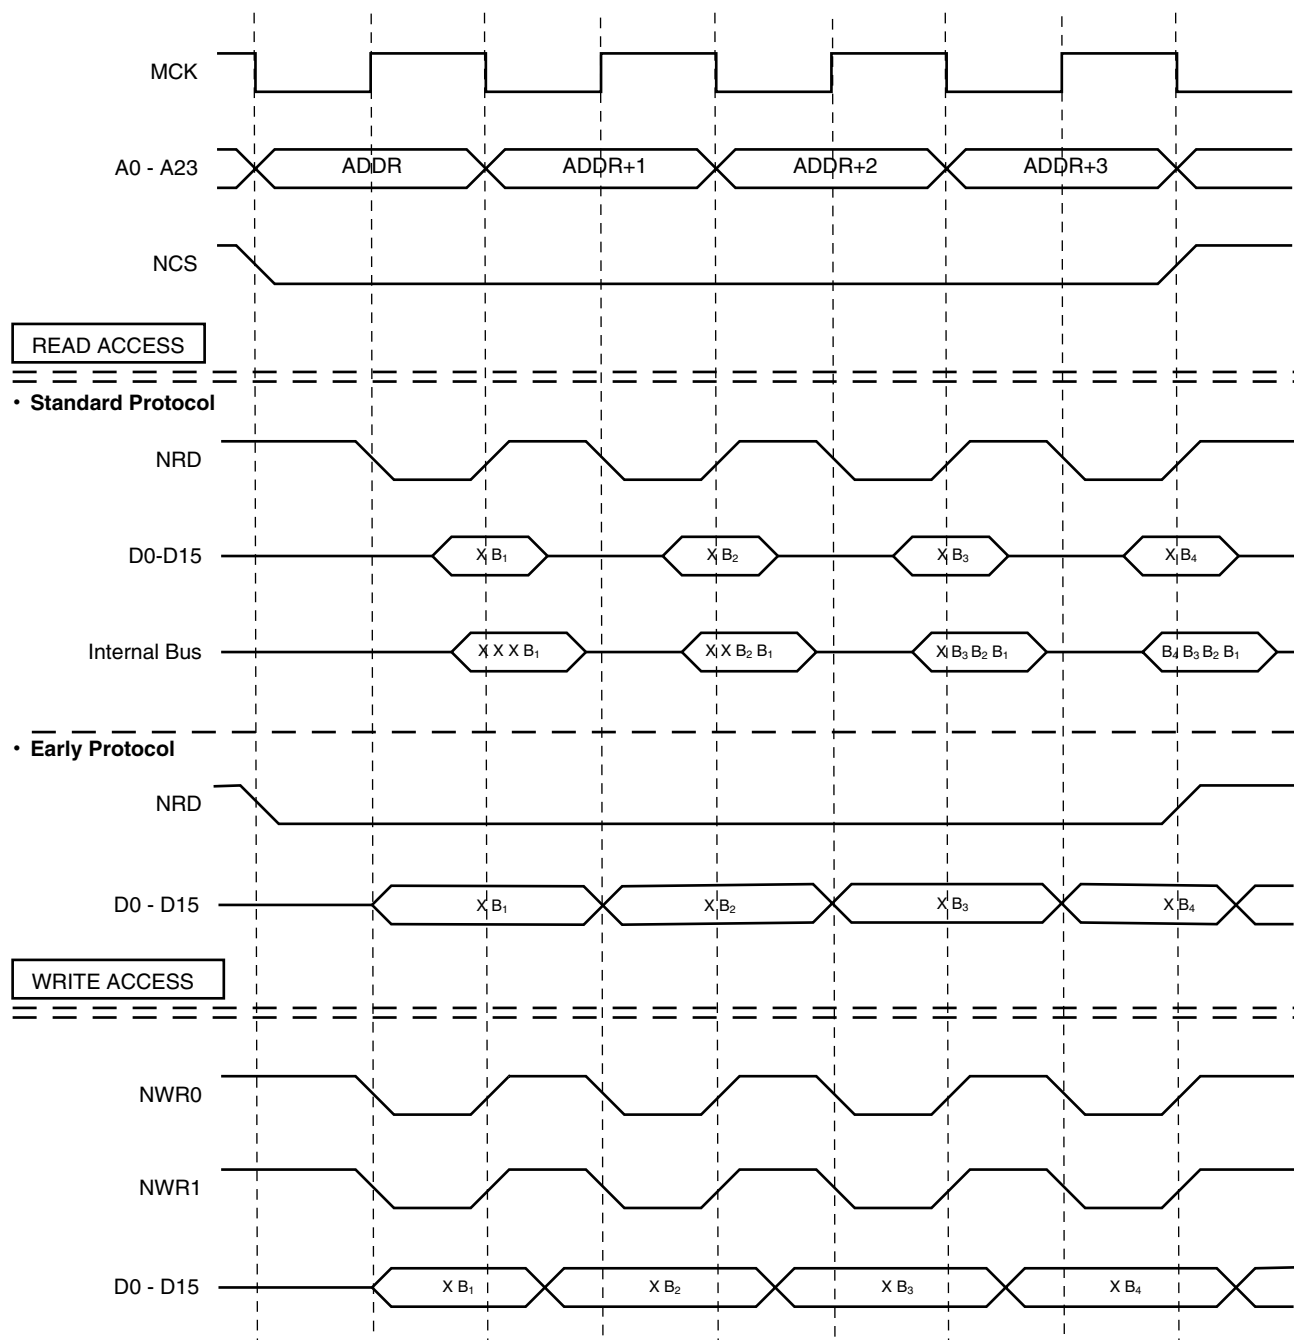 MCK
A0 - A23 ADDR ADDR+1 ADDR+2 ADDR+3
NCS
READ ACCESS
• Standard Protocol
NRD
D0-D15 X B₁ X B₂ X B₃ X B₄
Internal Bus X X X B₁ X X B₂ B₁ X B₃ B₂ B₁ B₄ B₃ B₂ B₁
• Early Protocol
NRD
D0 - D15 X B₁ X B₂ X B₃ X B₄
WRITE ACCESS
NWR0
NWR1
D0 - D15 X B₁ X B₂ X B₃ X B₄